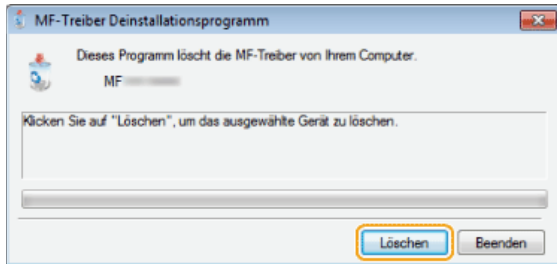 MF-Treiber Deinstallationsprogramm
Dieses Programm löscht die MF-Treiber von Ihrem Computer.
MF
Klicken Sie auf "Löschen", um das ausgewählte Gerät zu löschen.
Löschen
Beenden